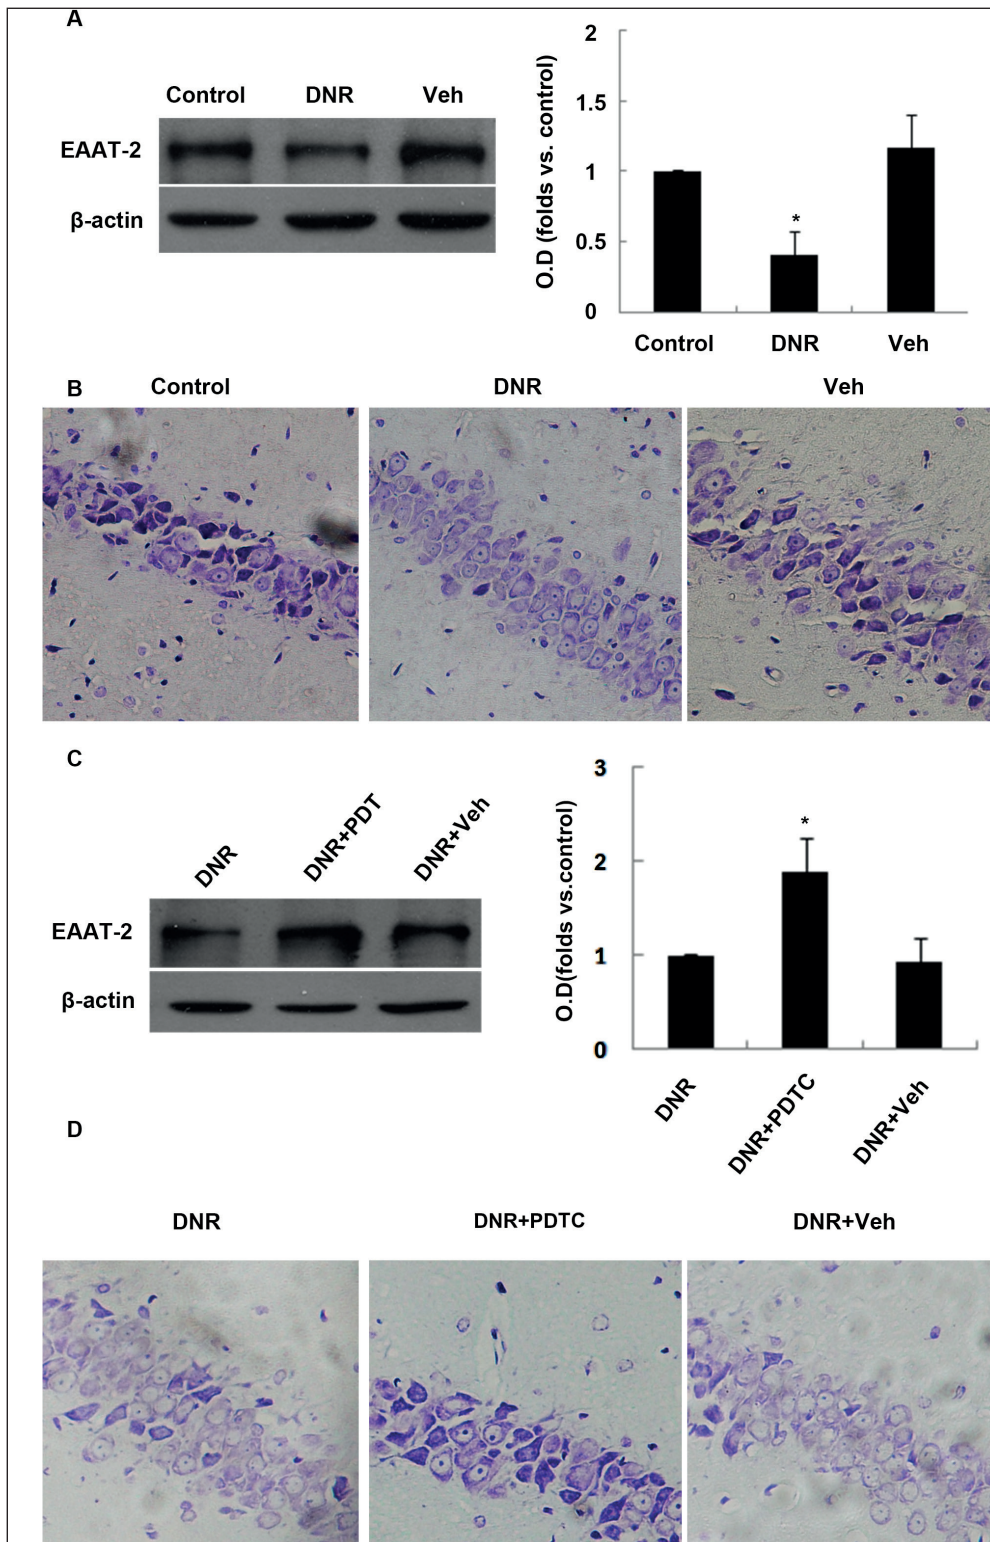 A
Control DNR Veh
EAAT-2
β-actin
O.D (folds vs. control)
2
1.5
1
0.5
0
*
Control DNR Veh
B
Control DNR Veh
C
DNR DNR+PDT DNR+Veh
EAAT-2
β-actin
O.D(folds vs.control)
3
2
1
0
*
DNR DNR+PDTC DNR+Veh
D
DNR DNR+PDTC DNR+Veh